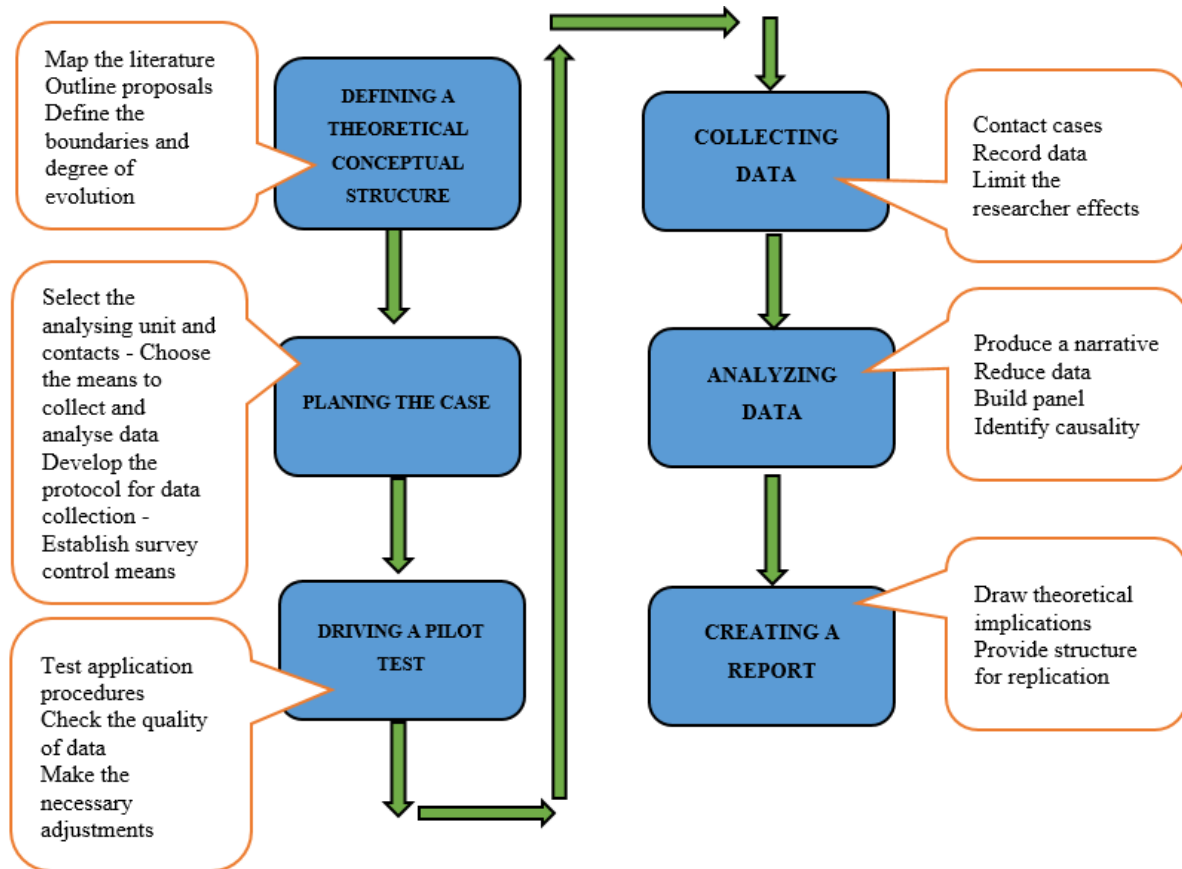 Map the literature
Outline proposals
Define the
boundaries and
degree of
evolution
DEFINING A
THEORETICAL
CONCEPTUAL
STRUCURE
Select the
analysing unit and
contacts - Choose
the means to
collect and
analyse data
Develop the
protocol for data
collection -
Establish survey
control means
PLANING THE CASE
Test application
procedures
Check the quality
of data
Make the
necessary
adjustments
DRIVING A PILOT
TEST
COLLECTING
DATA
Contact cases
Record data
Limit the
researcher effects
ANALYZING
DATA
Produce a narrative
Reduce data
Build panel
Identify causality
CREATING A
REPORT
Draw theoretical
implications
Provide structure
for replication